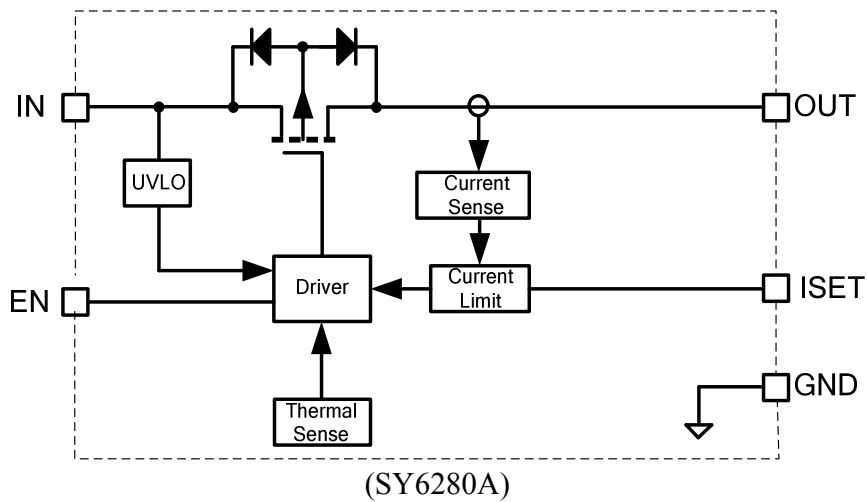 IN
OUT
UVLO
Current
Sense
EN
Driver
Current
Limit
ISET
GND
Thermal
Sense
(SY6280A)